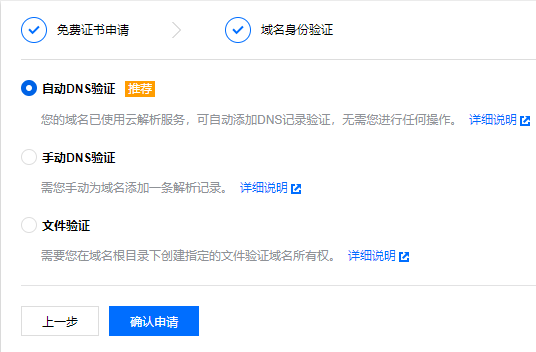 免费证书申请
域名身份验证
自动DNS验证 推荐
您的域名已使用云解析服务，可自动添加DNS记录验证，无需您进行任何操作。 详细说明
手动DNS验证
需您手动为域名添加一条解析记录。 详细说明
文件验证
需要您在域名根目录下创建指定的文件验证域名所有权。 详细说明
上一步
确认申请